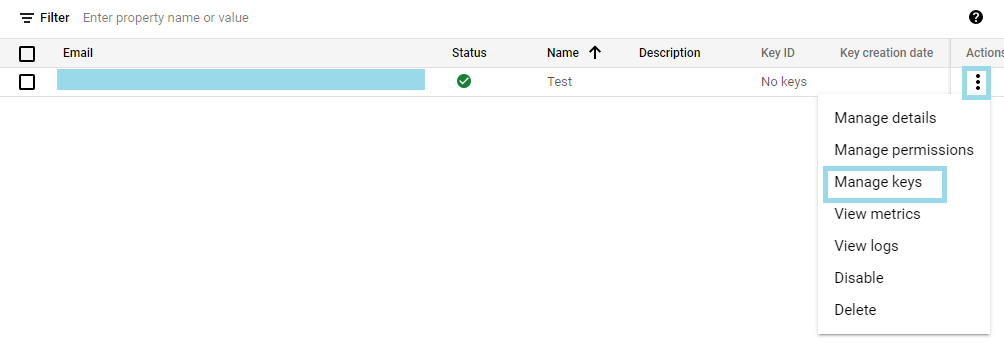 Filter Enter property name or value
Email Status Name Description Key ID Key creation date Actions
Test No keys
Manage details
Manage permissions
Manage keys
View metrics
View logs
Disable
Delete